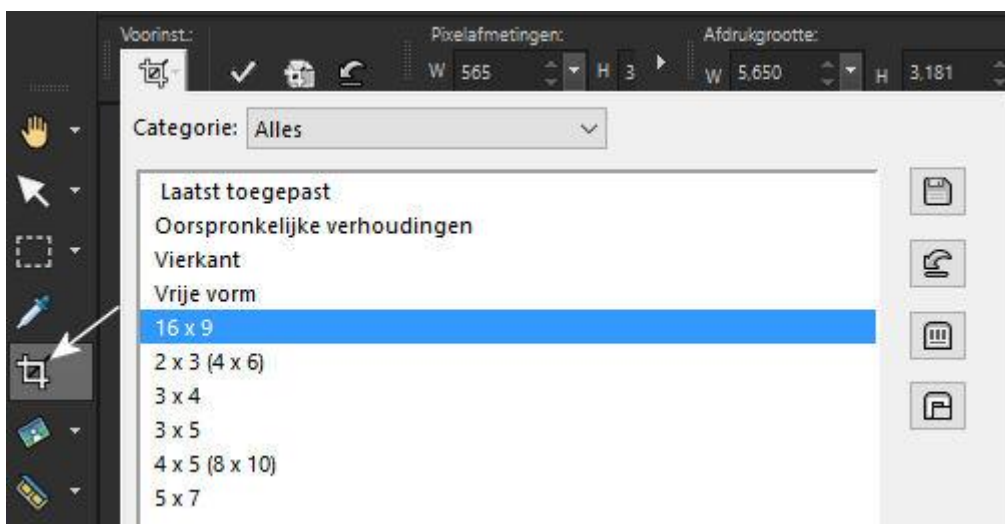 Voorinst.: Pixelafmetingen: Afdrukgrootte:
W 565 H 3 W 5,650 H 3,181
Categorie: Alles
Laatst toegepast
Oorspronkelijke verhoudingen
Vierkant
Vrije vorm
16 x 9
2 x 3 (4 x 6)
3 x 4
3 x 5
4 x 5 (8 x 10)
5 x 7